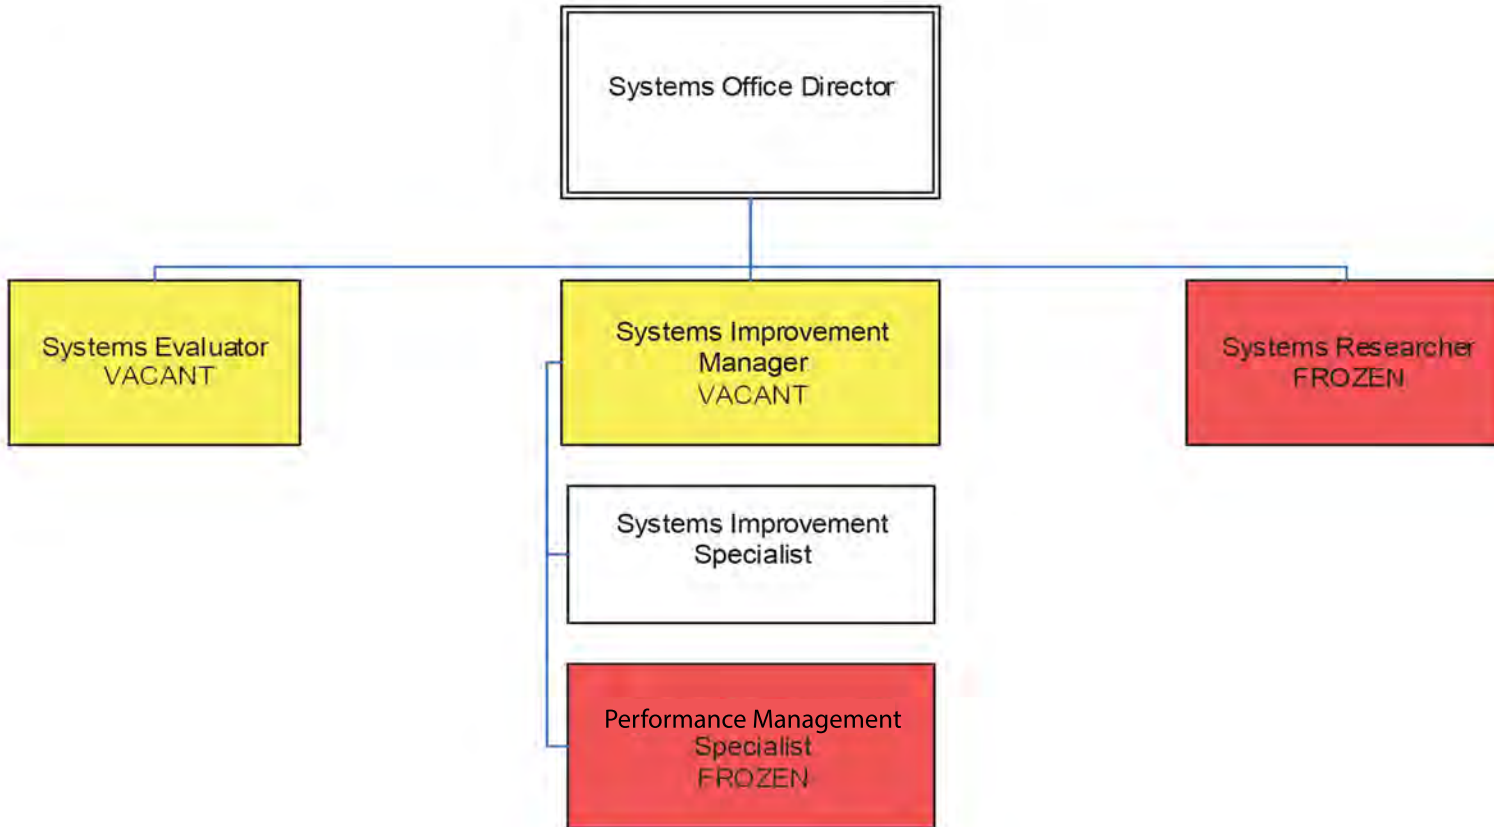 Systems Office Director
Systems Evaluator
VACANT
Systems Improvement
Manager
VACANT
Systems Researcher
FROZEN
Systems Improvement
Specialist
Performance Management
Specialist
FROZEN